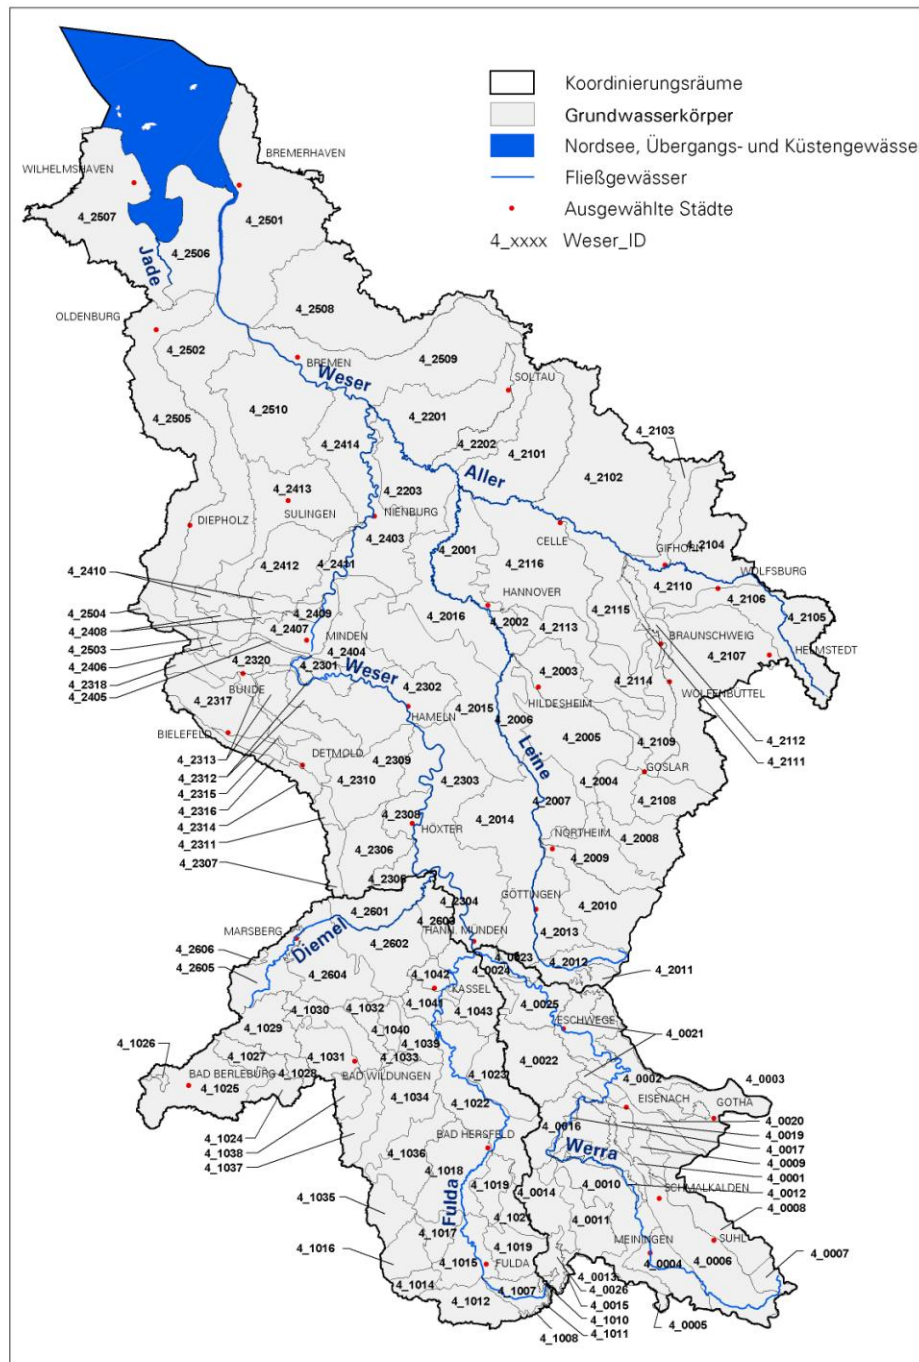 Koordinierungsräume
Grundwasserkörper
Nordsee, Übergangs- und Küstengewässer
Fließgewässer
Ausgewählte Städte
4_xxxx Weser_ID
BREMERHAVEN
WILHELMSHAVEN
4_2507
4_2501
4_2506
Jade
4_2508
OLDENBURG
4_2502
BREMEN
4_2509
Weser
SOLTAU
4_2505
4_2510
4_2201
4_2414
4_2202
4_2101
4_2103
4_2102
Aller
4_2413
4_2203
SULINGEN
NIENBURG
DIEPHOLZ
4_2403
CELLE
4_2001
GIFHORN
4_2104
4_2412
4_2411
4_2116
WOLFSBURG
4_2410
4_2110
4_2106
HANNOVER
4_2504
4_2409
4_2016
4_2002
4_2115
4_2105
4_2408
4_2407
4_2113
MINDEN
BRAUNSCHWEIG
4_2503
4_2404
HELMSTEDT
4_2406
4_2107
4_2318
4_2301
4_2320
Weser
4_2003
4_2114
4_2405
BÜNDE
4_2302
HILDESHEIM
WOLFENBÜTTEL
4_2317
4_2015
HAMELN
4_2006
BIELEFELD
4_2005
4_2109
4_2112
4_2313
DETMOLD
Leine
4_2111
4_2312
4_2309
GOSLAR
4_2315
4_2310
4_2303
4_2004
4_2316
4_2108
4_2314
4_2007
4_2311
4_2308
4_2014
HÖXTER
NORTHEIM
4_2008
4_2307
4_2306
4_2009
4_2305
GÖTTINGEN
4_2304
4_2010
4_2601
4_2603
4_2013
MARSBERG
HANN. MÜNDEN
Diemel
4_2602
4_2606
4_0023
4_2012
4_2605
4_2604
4_0024
4_2011
4_1042
KASSEL
4_1041
4_0025
4_1030
4_1032
4_1043
4_1029
4_1040
ESCHWEGE
4_0021
4_1026
4_1039
4_1027
4_1031
4_1033
4_0022
BAD BERLEBURG
4_1028
BAD WILDUNGEN
4_1023
4_0002
4_0003
4_1025
4_1034
4_1022
EISENACH
GOTHA
4_0020
4_1024
4_0016
4_0019
4_1038
BAD HERSFELD
4_0017
4_1037
4_1036
Werra
4_0009
4_1018
4_0001
4_1019
4_0014
4_0010
4_0012
SCHMALKALDEN
4_1035
Fulda
4_0008
4_1021
4_0011
4_1017
MEININGEN
SUHL
4_1016
4_1015
4_1019
4_0006
4_0007
FULDA
4_0004
4_1014
4_0013
4_1007
4_0026
4_1012
4_0015
4_1010
4_0005
4_1011
4_1008